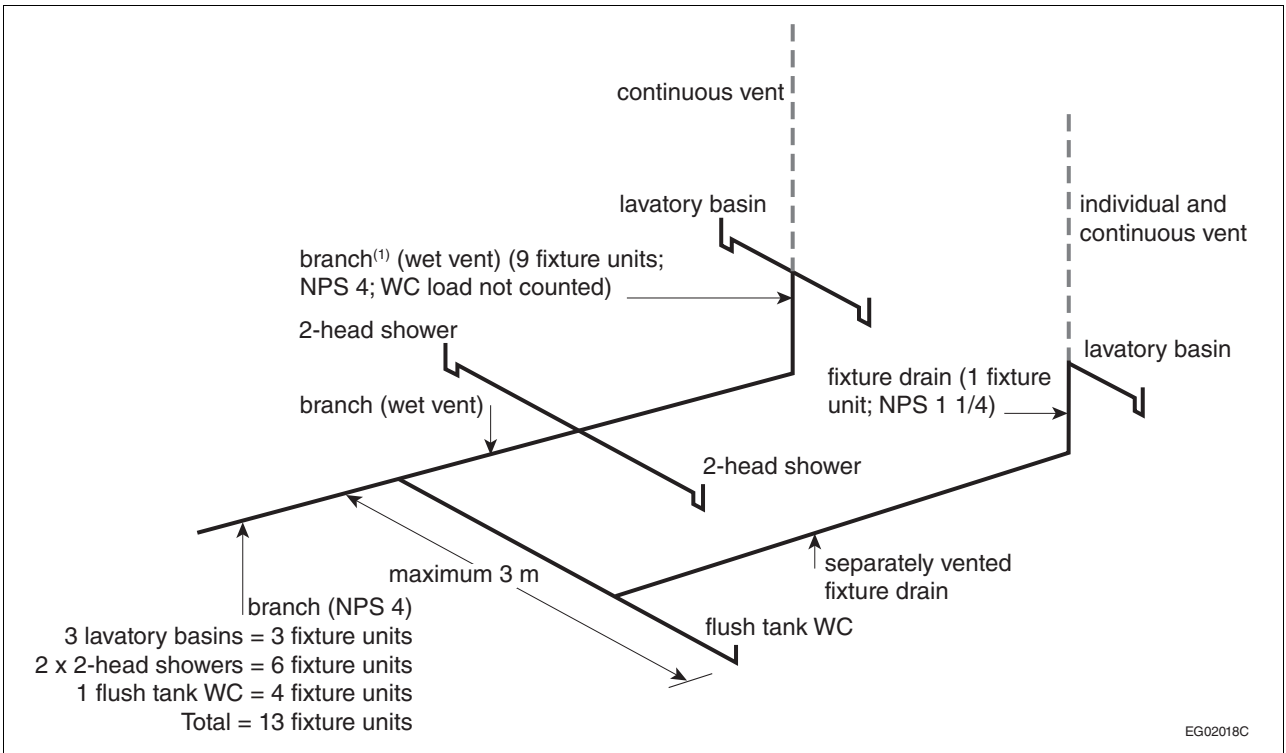 continuous vent
lavatory basin
individual and
continuous vent
branch(1) (wet vent) (9 fixture units;
NPS 4; WC load not counted)
2-head shower
lavatory basin
fixture drain (1 fixture
unit; NPS 1 1/4)
branch (wet vent)
2-head shower
separately vented
fixture drain
maximum 3 m
branch (NPS 4)
3 lavatory basins = 3 fixture units
2 x 2-head showers = 6 fixture units
1 flush tank WC = 4 fixture units
Total = 13 fixture units
flush tank WC
EG02018C